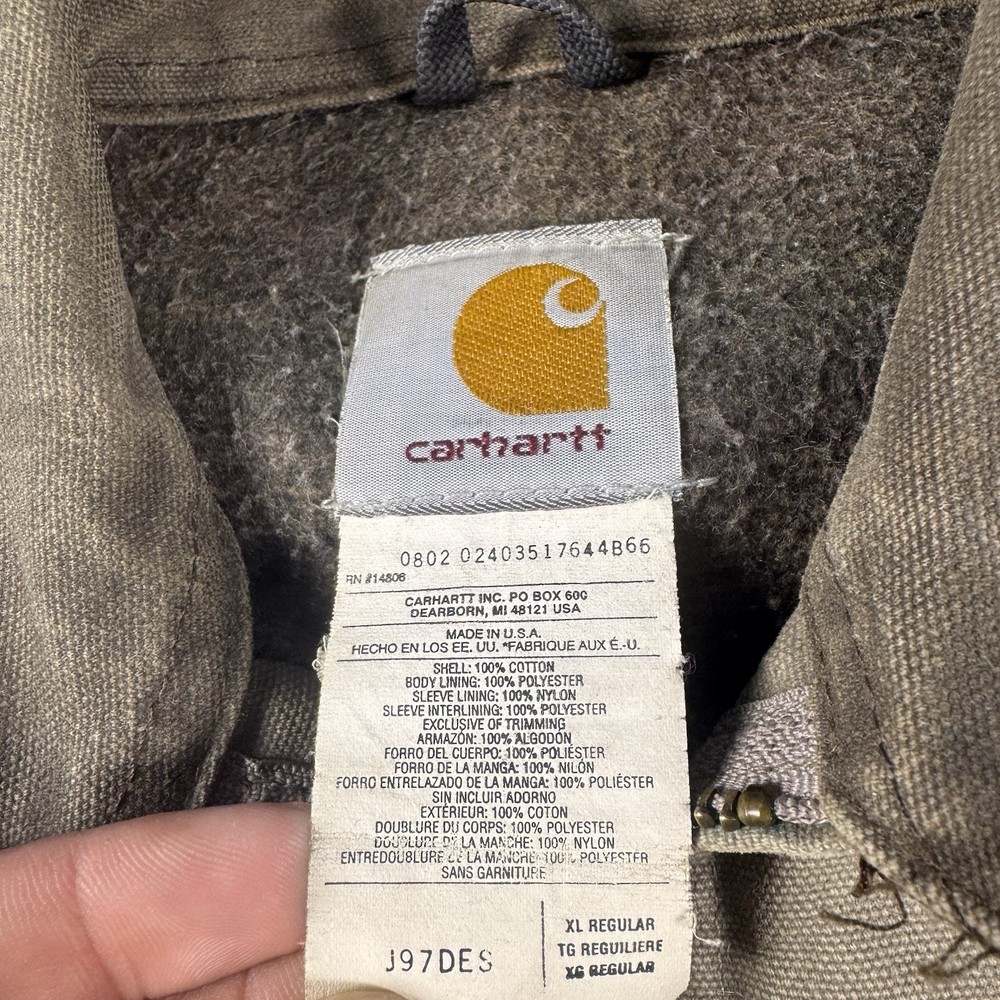 carhartt
0802 02403517644B66
RN #14806
CARHARTT INC. PO BOX 600
DEARBORN, MI 48121 USA
MADE IN U.S.A.
HECHO EN LOS EE. UU. *FABRIQUE AUX É.-U.
SHELL: 100% COTTON
BODY LINING: 100% POLYESTER
SLEEVE LINING: 100% NYLON
SLEEVE INTERLINING: 100% POLYESTER
EXCLUSIVE OF TRIMMING
ARMAZÓN: 100% ALGODÓN
FORRO DEL CUERPO: 100% POLIÉSTER
FORRO DE LA MANGA: 100% NILÓN
FORRO ENTRELAZADO DE LA MANGA: 100% POLIÉSTER
SIN INCLUIR ADORNO
EXTÉRIEUR: 100% COTON
DOUBLURE DU CORPS: 100% POLYESTER
DOUBLURE DE LA MANCHE: 100% NYLON
ENTREDOUBLURE DE LA MANCHE: 100% POLYESTER
SANS GARNITURE
J97DES
XL REGULAR
TG REGUILIERE
XG REGULAR